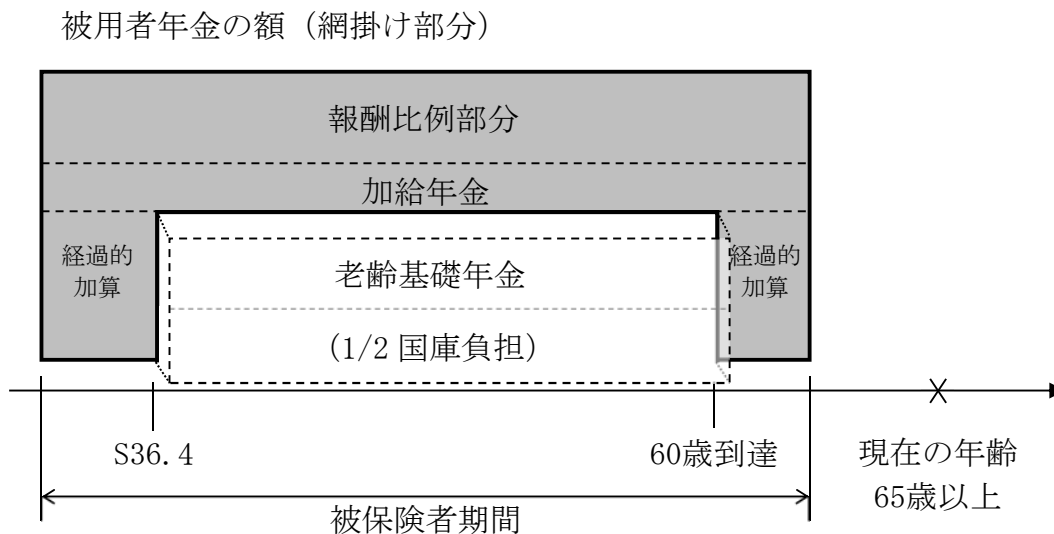 被用者年金の額（網掛け部分）
報酬比例部分
加給年金
経過的
加算
老齢基礎年金
(1/2 国庫負担)
経過的
加算
S36.4
60歳到達
現在の年齢
65歳以上
被保険者期間